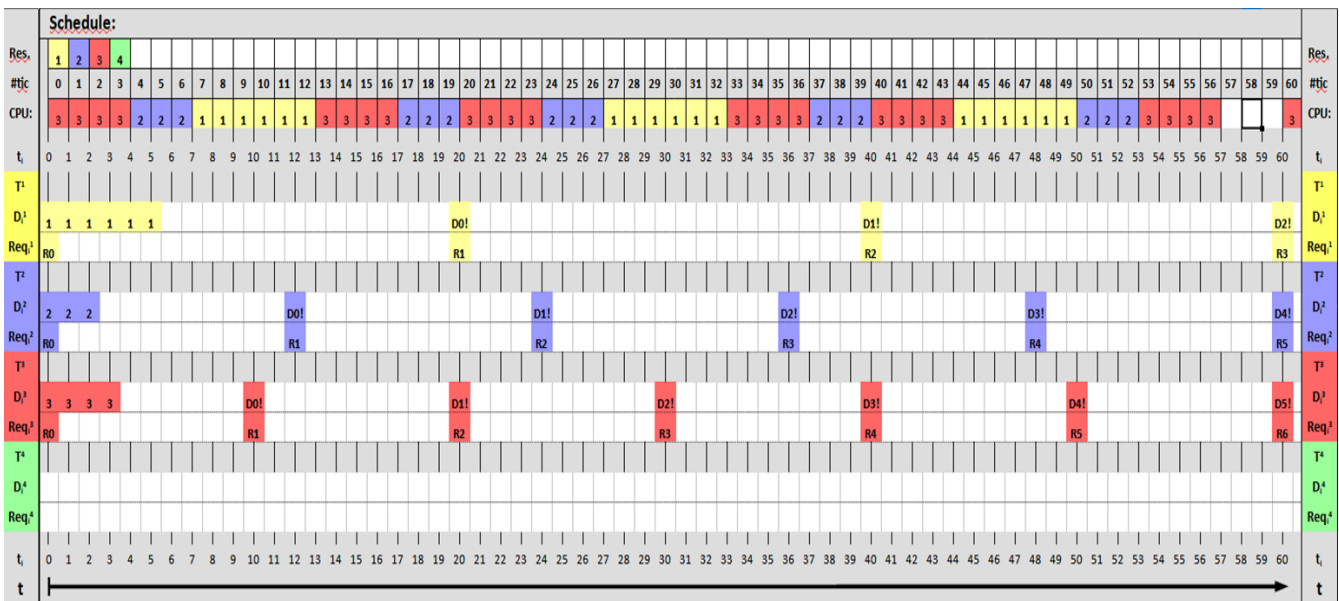 Schedule:
Res. 1 2 3 4 Res.
#tic 0 1 2 3 4 5 6 7 8 9 10 11 12 13 14 15 16 17 18 19 20 21 22 23 24 25 26 27 28 29 30 31 32 33 34 35 36 37 38 39 40 41 42 43 44 45 46 47 48 49 50 51 52 53 54 55 56 57 58 59 60 #tic
CPU: 3 3 3 3 2 2 2 1 1 1 1 1 1 3 3 3 3 2 2 2 3 3 3 3 2 2 2 1 1 1 1 1 1 3 3 3 3 2 2 2 3 3 3 3 1 1 1 1 1 1 2 2 2 3 3 3 3 3 CPU:
tᵢ 0 1 2 3 4 5 6 7 8 9 10 11 12 13 14 15 16 17 18 19 20 21 22 23 24 25 26 27 28 29 30 31 32 33 34 35 36 37 38 39 40 41 42 43 44 45 46 47 48 49 50 51 52 53 54 55 56 57 58 59 60 tᵢ
T¹ T¹
Dᵢ¹ 1 1 1 1 1 1 D0! D1! D2! Dᵢ¹
Reqᵢ¹ R0 R1 R2 R3 Reqᵢ¹
T² T²
Dᵢ² 2 2 2 D0! D1! D2! D3! D4! Dᵢ²
Reqᵢ² R0 R1 R2 R3 R4 R5 Reqᵢ²
T³ T³
Dᵢ³ 3 3 3 3 D0! D1! D2! D3! D4! D5! Dᵢ³
Reqᵢ³ R0 R1 R2 R3 R4 R5 R6 Reqᵢ³
T⁴ T⁴
Dᵢ⁴ Dᵢ⁴
Reqᵢ⁴ Reqᵢ⁴
tᵢ 0 1 2 3 4 5 6 7 8 9 10 11 12 13 14 15 16 17 18 19 20 21 22 23 24 25 26 27 28 29 30 31 32 33 34 35 36 37 38 39 40 41 42 43 44 45 46 47 48 49 50 51 52 53 54 55 56 57 58 59 60 tᵢ
t t